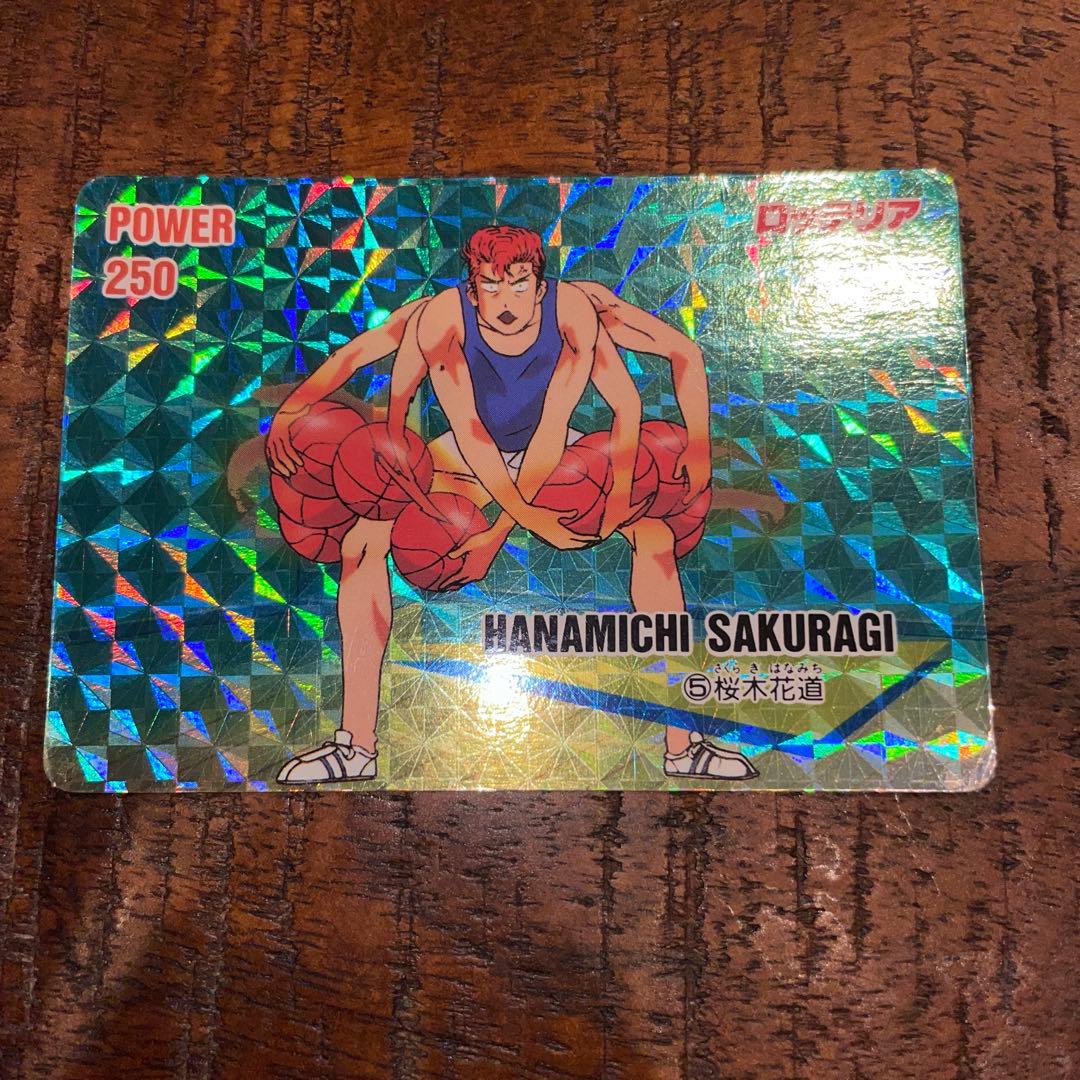 POWER
250
ロッテリア
HANAMICHI SAKURAGI
さくら き はなみち
⑤桜木花道